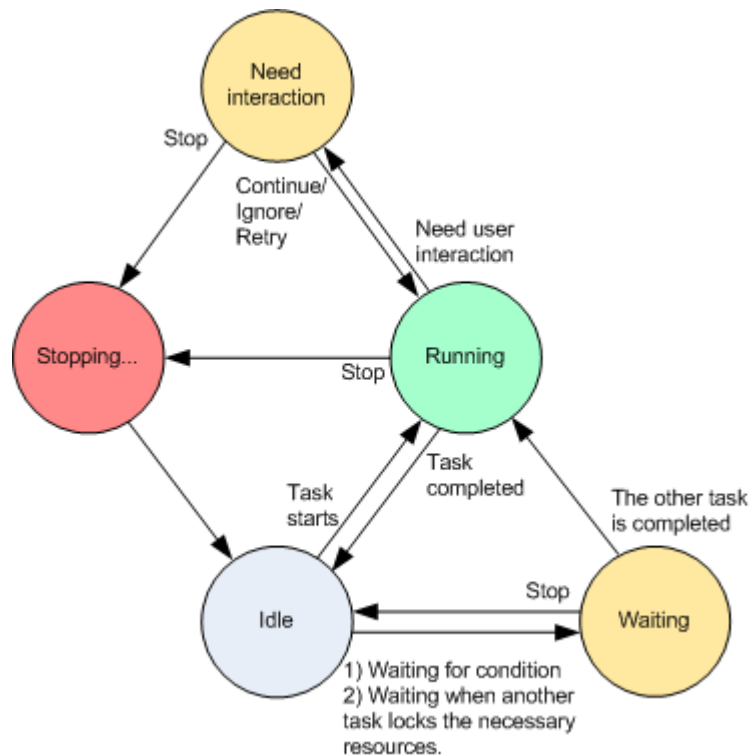 Need
interaction
Stop
Continue/
Ignore/
Retry
Need user
interaction
Stopping...
Running
Stop
Task
completed
Task
starts
The other task
is completed
Idle
Stop
Waiting
1) Waiting for condition
2) Waiting when another
task locks the necessary
resources.